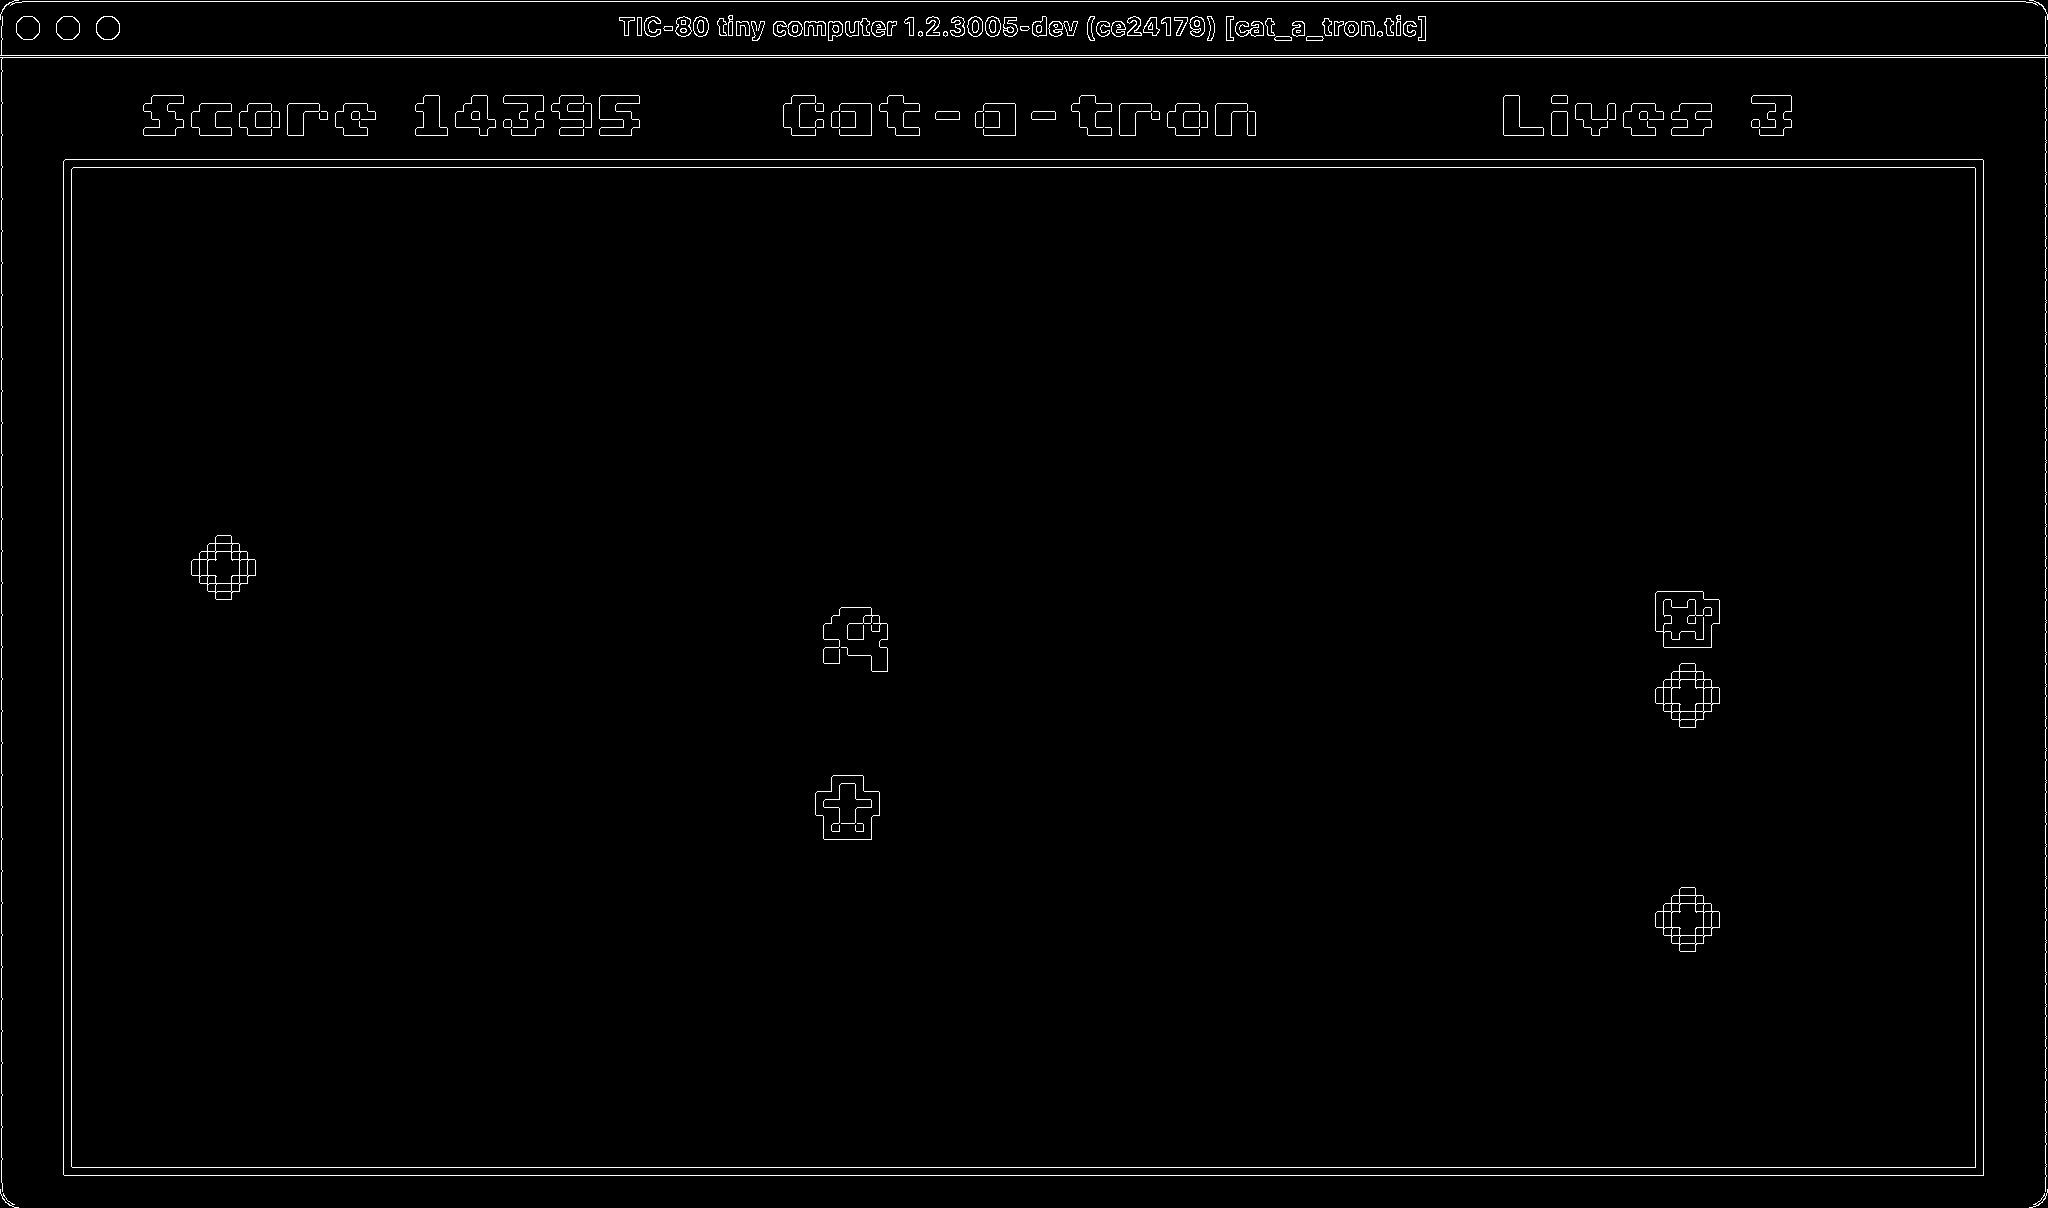 TIC-80 tiny computer 1.2.3005-dev (ce24179) [cat_a_tron.tic]
Score 14395 Cat-a-tron Lives 3